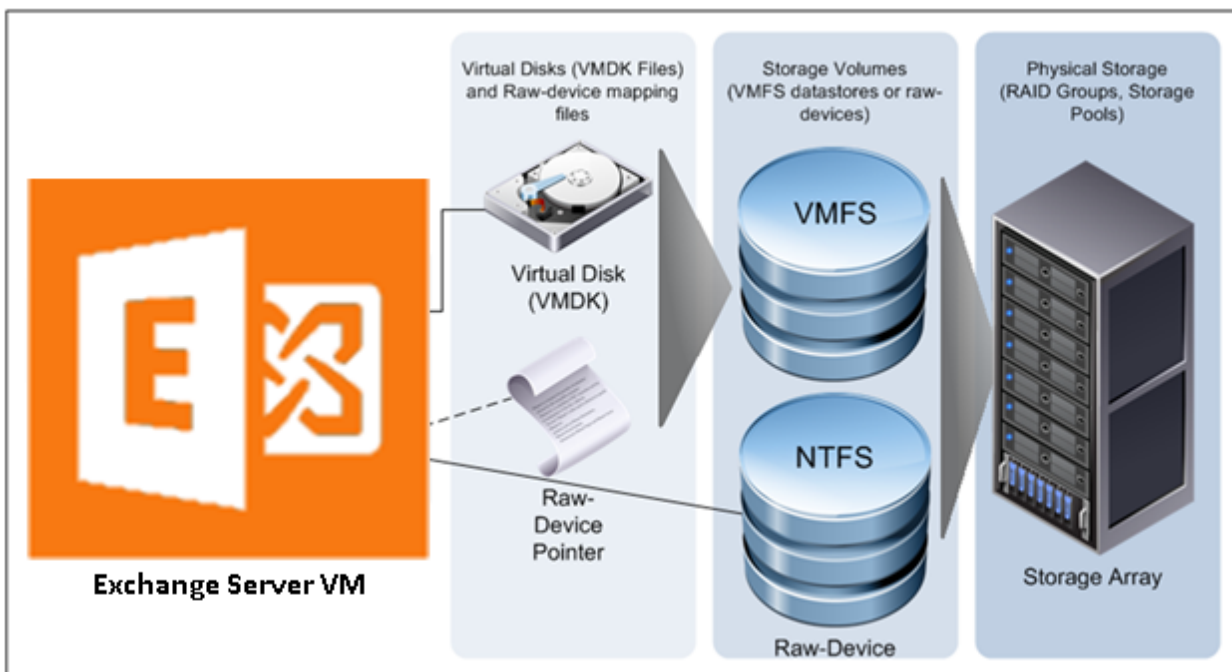 Virtual Disks (VMDK Files)
and Raw-device mapping
files
Storage Volumes
(VMFS datastores or raw-
devices)
Physical Storage
(RAID Groups, Storage
Pools)
E
Exchange Server VM
Virtual Disk
(VMDK)
Raw-
Device
Pointer
VMFS
NTFS
Raw-Device
Storage Array